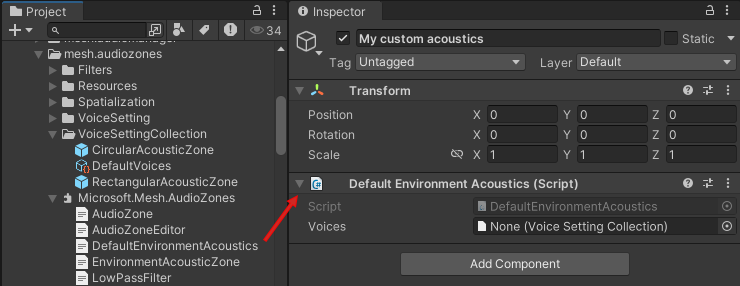 Project
34
mesh.audiozones
Filters
Resources
Spatialization
VoiceSetting
VoiceSettingCollection
CircularAcousticZone
DefaultVoices
RectangularAcousticZone
Microsoft.Mesh.AudioZones
AudioZone
AudioZoneEditor
DefaultEnvironmentAcoustics
EnvironmentAcousticZone
LowPassFilter
Inspector
My custom acoustics
Static
Tag Untagged Layer Default
Transform
Position X 0 Y 0 Z 0
Rotation X 0 Y 0 Z 0
Scale X 1 Y 1 Z 1
Default Environment Acoustics (Script)
Script DefaultEnvironmentAcoustics
Voices None (Voice Setting Collection)
Add Component